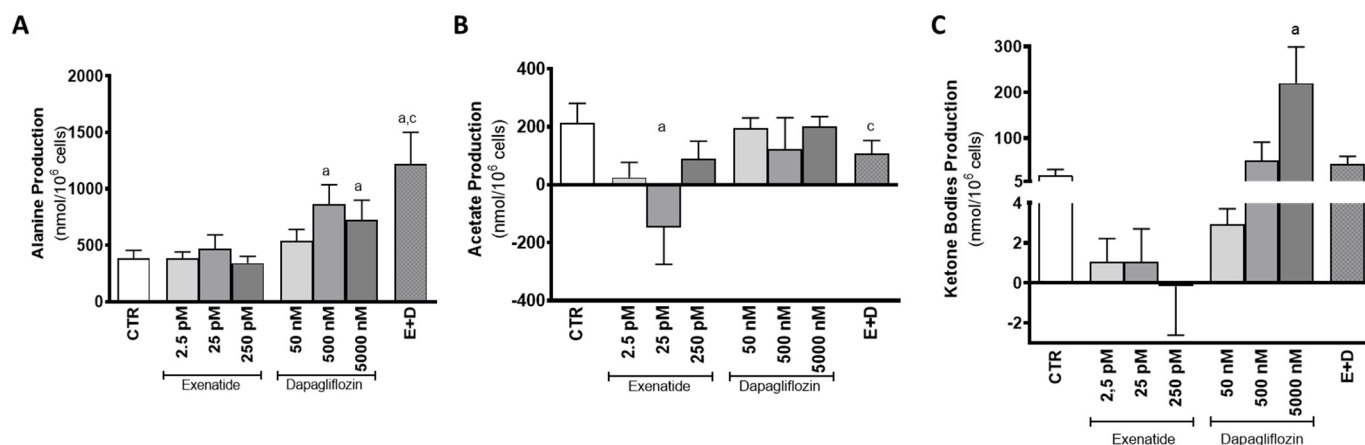 A
Alanine Production
(nmol/10⁶ cells)
2000
1500
1000
500
0
a
a
a,c
CTR
2.5 pM
25 pM
250 pM
50 nM
500 nM
5000 nM
E+D
Exenatide
Dapagliflozin
B
Acetate Production
(nmol/10⁶ cells)
400
200
0
-200
-400
a
c
CTR
2.5 pM
25 pM
250 pM
50 nM
500 nM
5000 nM
E+D
Exenatide
Dapagliflozin
C
Ketone Bodies Production
(nmol/10⁶ cells)
300
200
100
5
4
2
0
-2
a
CTR
2,5 pM
25 pM
250 pM
50 nM
500 nM
5000 nM
E+D
Exenatide
Dapagliflozin